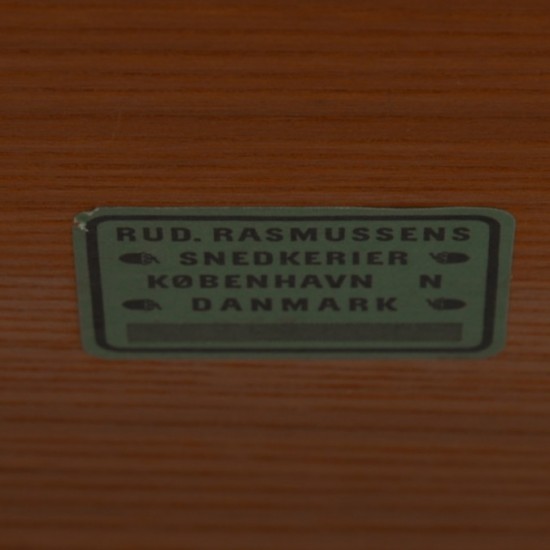 RUD. RASMUSSENS
SNEDKERIER
KØBENHAVN N
DANMARK